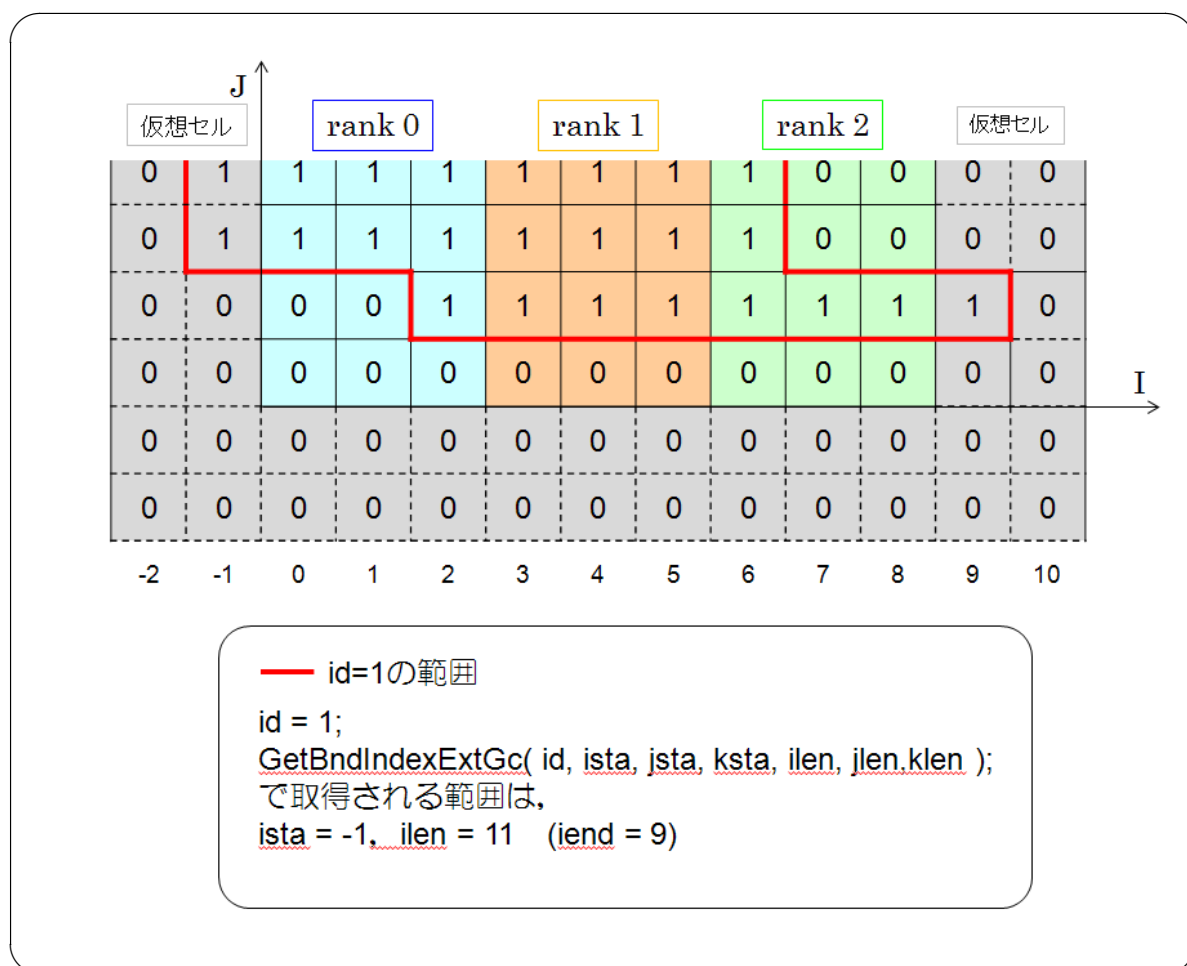 J
仮想セル rank 0 rank 1 rank 2 仮想セル
0 1 1 1 1 1 1 1 1 0 0 0 0
0 1 1 1 1 1 1 1 1 0 0 0 0
0 0 0 0 1 1 1 1 1 1 1 1 0
0 0 0 0 0 0 0 0 0 0 0 0 0
I
0 0 0 0 0 0 0 0 0 0 0 0 0
0 0 0 0 0 0 0 0 0 0 0 0 0
-2 -1 0 1 2 3 4 5 6 7 8 9 10
id=1の範囲
id = 1;
GetBndIndexExtGc( id, ista, jsta, ksta, ilen, jlen,klen );
で取得される範囲は,
ista = -1, ilen = 11 (iend = 9)